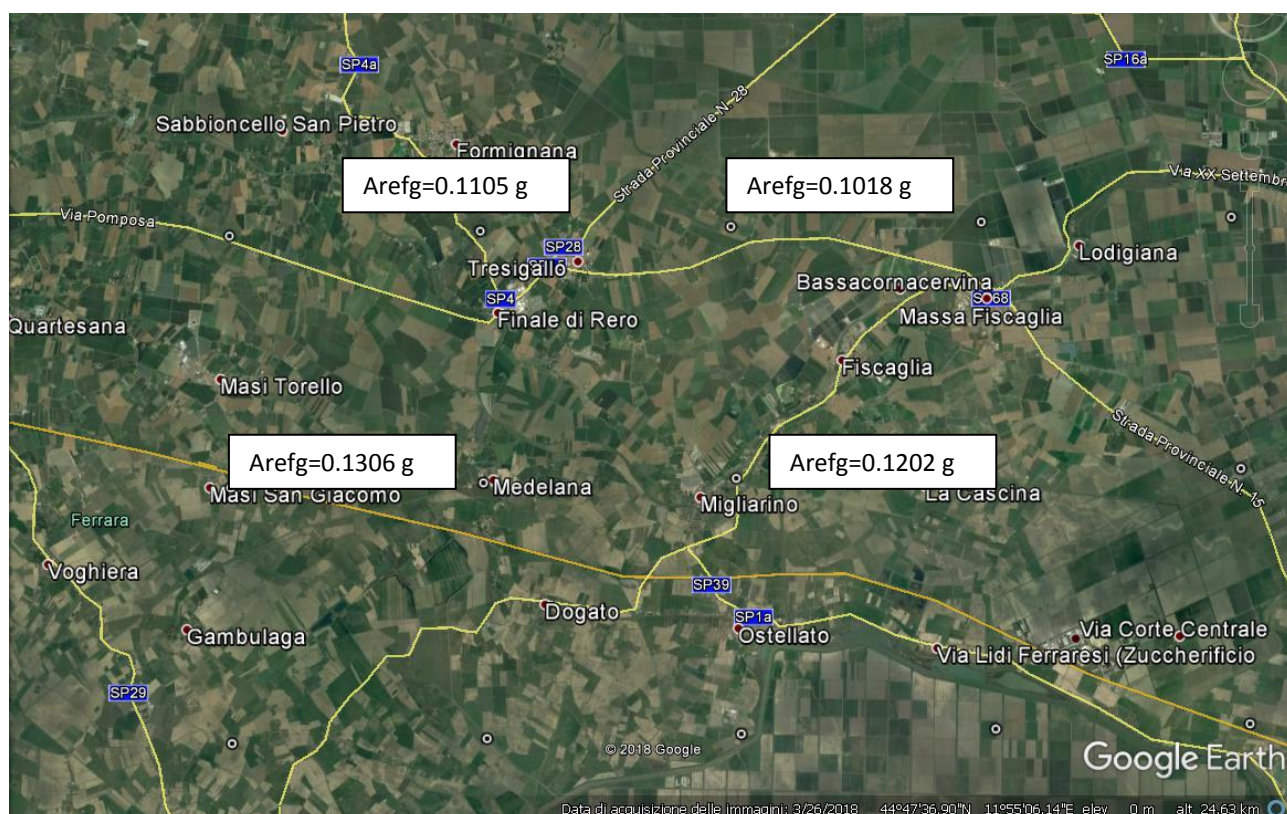 SP4a
SP16a
Sabbioncello San Pietro
Formignana
Strada Provinciale N. 28
Arefg=0.1105 g
Arefg=0.1018 g
Via XX Settembr
Via Pomposa
SP28
Lodigiana
Tresigallo
Bassacornacervina
SP4
SP68
Finale di Rero
Massa Fiscaglia
Quartesana
Fiscaglia
Masi Torello
Strada Provinciale N. 15
Arefg=0.1306 g
Arefg=0.1202 g
Medelana
Masi San Giacomo
Migliarino
La Cascina
Ferrara
Voghiera
SP39
Dogato
SP1a
Gambulaga
Ostellato
Via Corte Centrale
Via Lidi Ferraresi (Zuccherificio
SP29
© 2018 Google
Google Earth
Data di acquisizione delle immagini: 3/26/2018 44°47'36.90"N 11°55'06.14"E elev 0 m alt 24.63 km